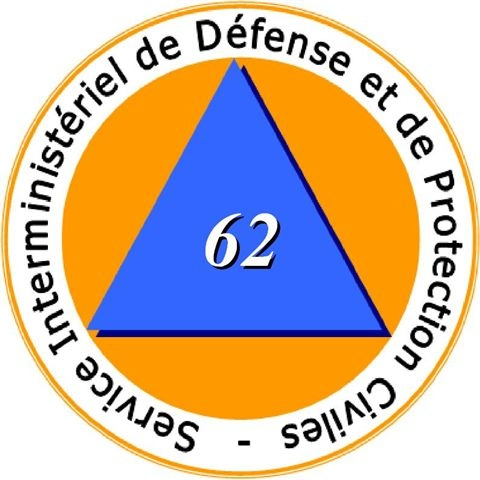 Service Interministériel de Défense et de Protection Civiles -
62